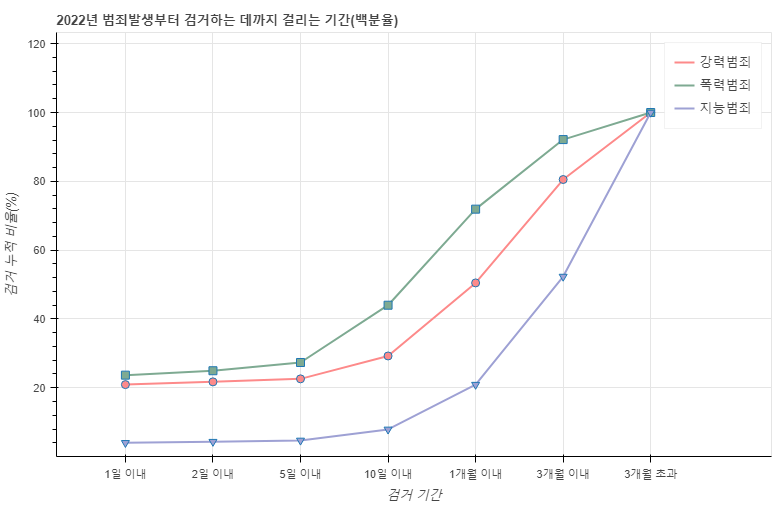 2022년 범죄발생부터 검거하는 데까지 걸리는 기간(백분율)
강력범죄
폭력범죄
지능범죄
검거 누적 비율(%)
120
100
80
60
40
20
1일 이내 2일 이내 5일 이내 10일 이내 1개월 이내 3개월 이내 3개월 초과
검거 기간